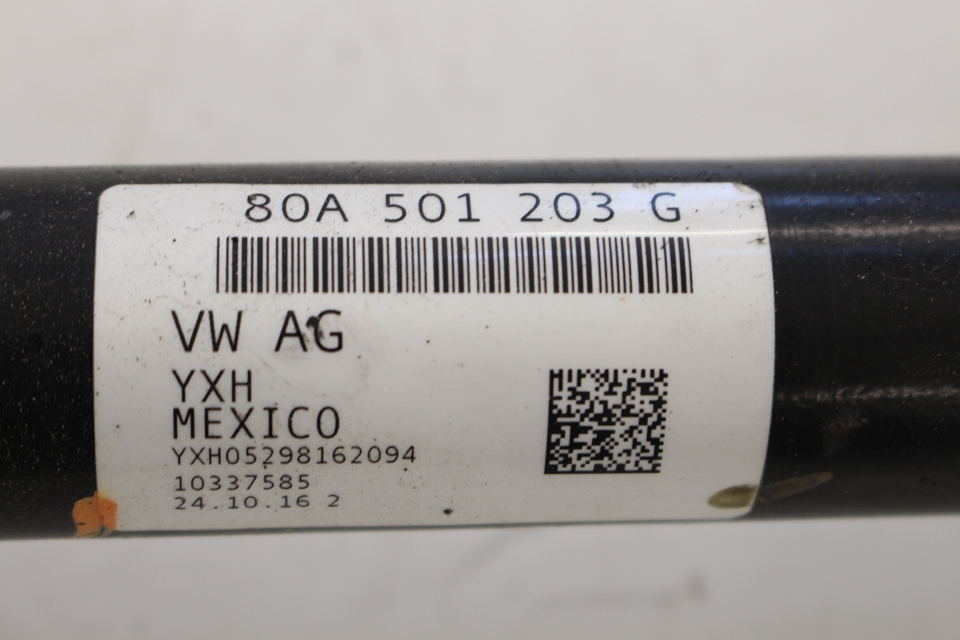 80A 501 203 G
VW AG
YXH
MEXICO
YXH05298162094
10337585
24.10.16 2